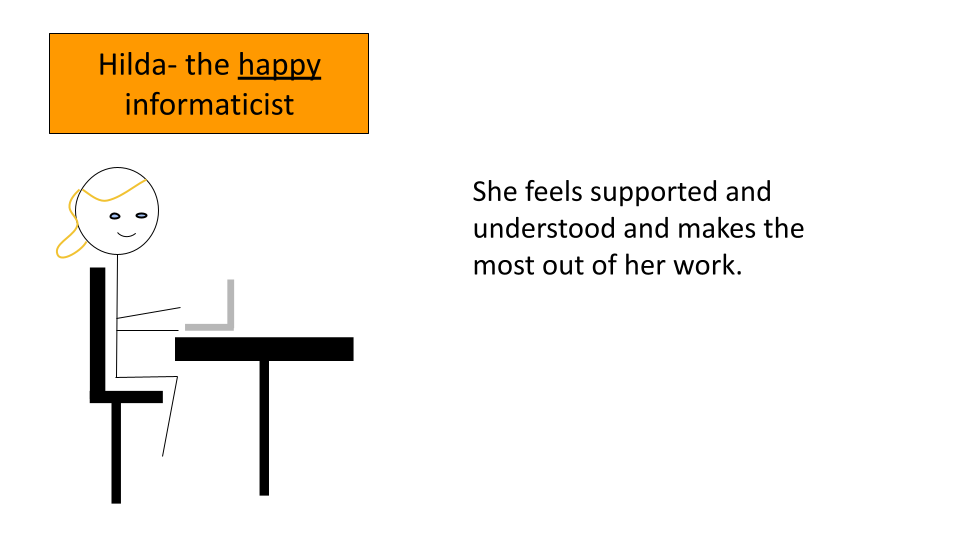 Hilda- the happy
informaticist
She feels supported and
understood and makes the
most out of her work.